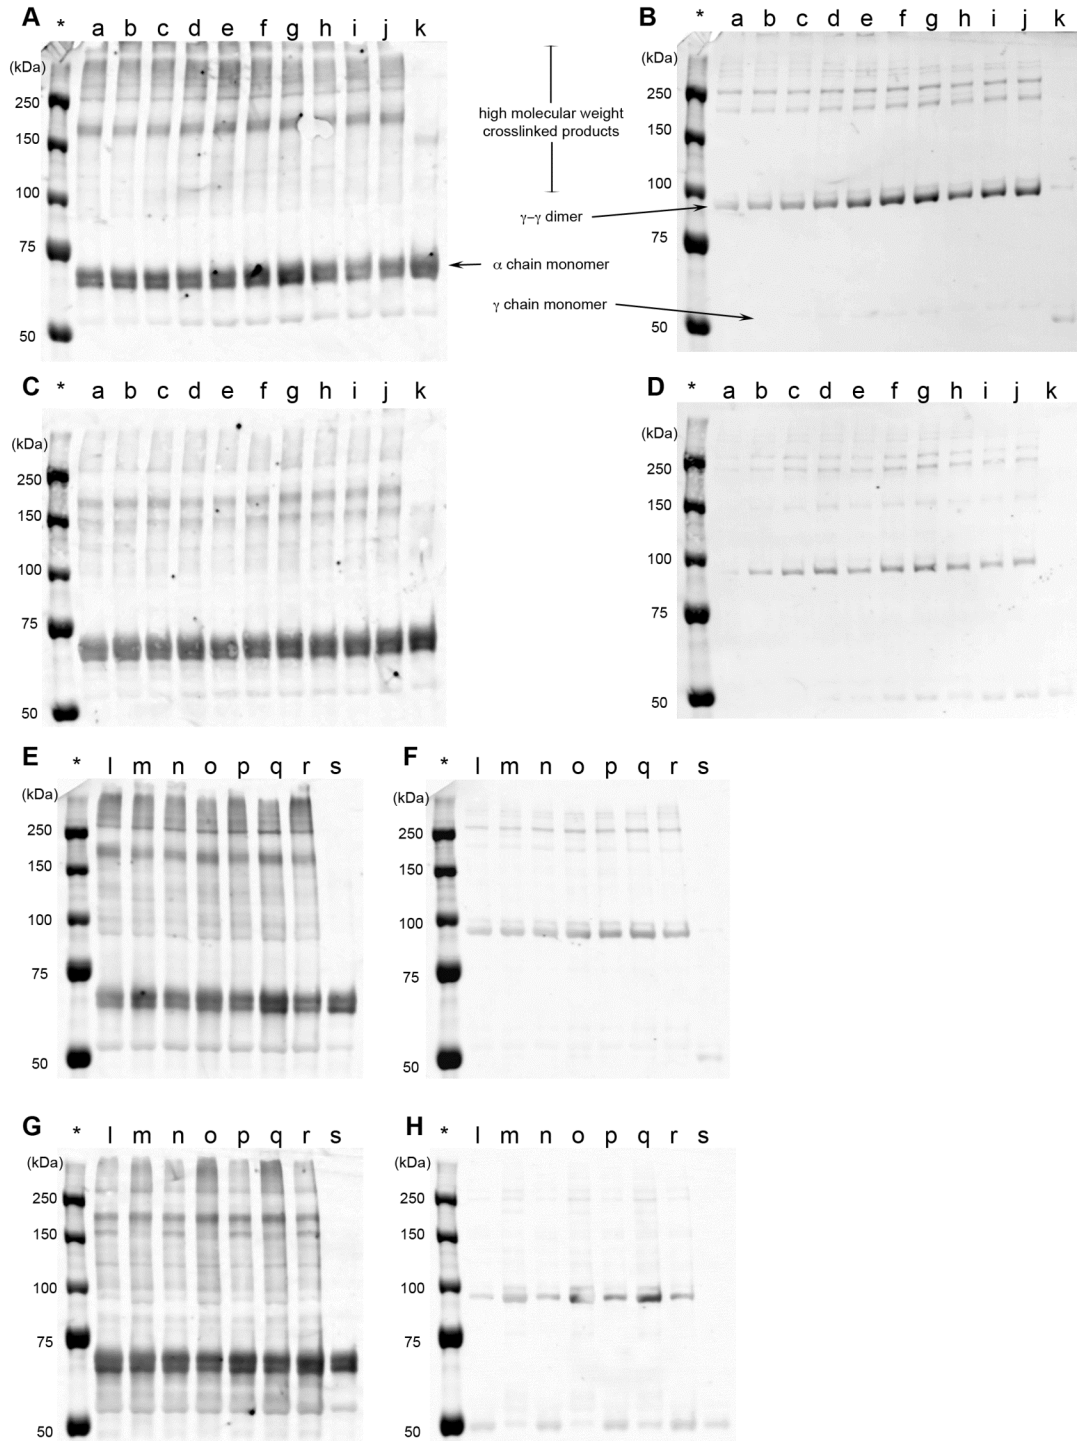 A * a b c d e f g h i j k
(kDa)
250
150
100
75
50
high molecular weight
crosslinked products
γ–γ dimer
α chain monomer
γ chain monomer
B * a b c d e f g h i j k
(kDa)
250
150
100
75
50
C * a b c d e f g h i j k
(kDa)
250
150
100
75
50
D * a b c d e f g h i j k
(kDa)
250
150
100
75
50
E * l m n o p q r s
(kDa)
250
150
100
75
50
F * l m n o p q r s
(kDa)
250
150
100
75
50
G * l m n o p q r s
(kDa)
250
150
100
75
50
H * l m n o p q r s
(kDa)
250
150
100
75
50